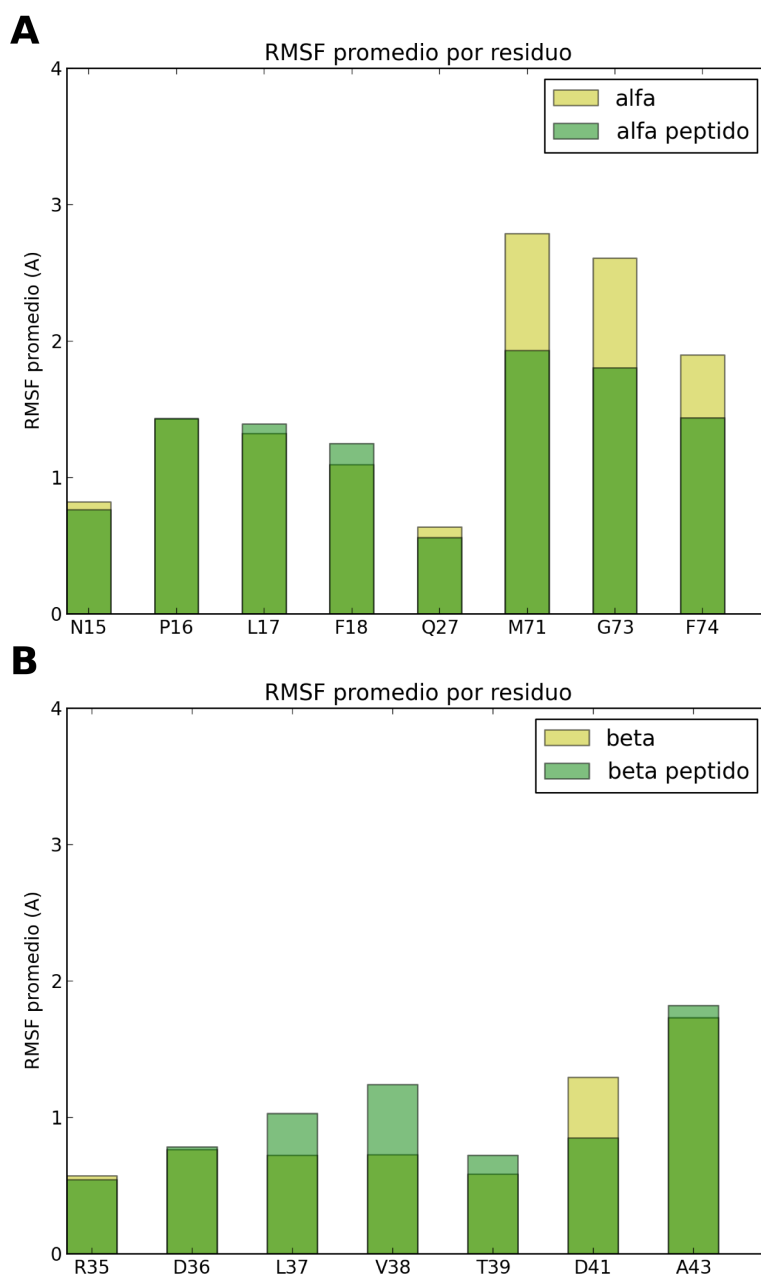 A
RMSF promedio por residuo
alfa
alfa peptido
RMSF promedio (A)
4
3
2
1
0
N15 P16 L17 F18 Q27 M71 G73 F74
B
RMSF promedio por residuo
beta
beta peptido
RMSF promedio (A)
4
3
2
1
0
R35 D36 L37 V38 T39 D41 A43